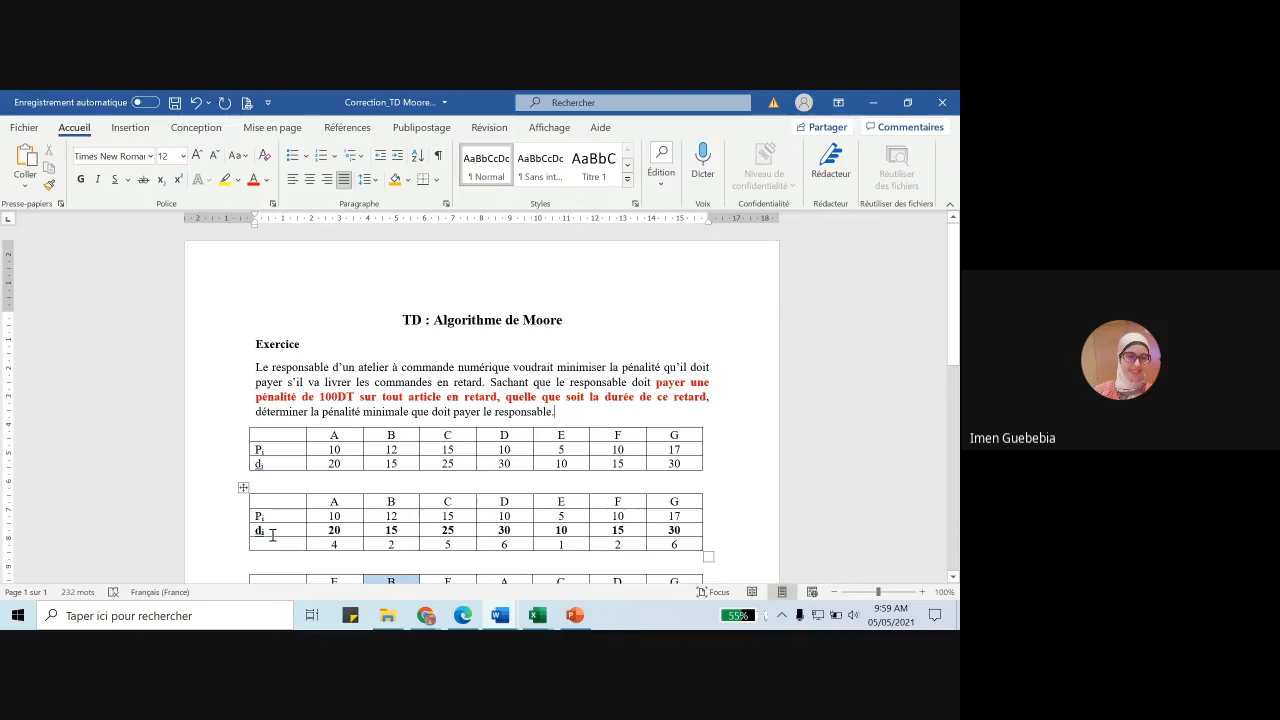 Enregistrement automatique
Correction_TD Moore...
Rechercher
Fichier Accueil Insertion Conception Mise en page Références Publipostage Révision Affichage Aide Partager Commentaires
Coller
Times New Roma 12
AaBbCcDc AaBbCcDc AaBbC
¶ Normal ¶ Sans int... Titre 1
Édition
Dicter
Niveau de confidentialité
Rédacteur
Réutiliser des fichiers
Presse-papiers Police Paragraphe Styles Voix Confidentialité Rédacteur Réutiliser des fichiers
TD : Algorithme de Moore
Exercice
Le responsable d'un atelier à commande numérique voudrait minimiser la pénalité qu'il doit
payer s'il va livrer les commandes en retard. Sachant que le responsable doit payer une
pénalité de 100DT sur tout article en retard, quelle que soit la durée de ce retard,
déterminer la pénalité minimale que doit payer le responsable.
A B C D E F G
Pi 10 12 15 10 5 10 17
di 20 15 25 30 10 15 30
A B C D E F G
Pi 10 12 15 10 5 10 17
di 20 15 25 30 10 15 30
4 2 5 6 1 2 6
B A C D G
Page 1 sur 1 232 mots Français (France) Focus 100%
Taper ici pour rechercher
55%
9:59 AM
05/05/2021
Imen Guebebia